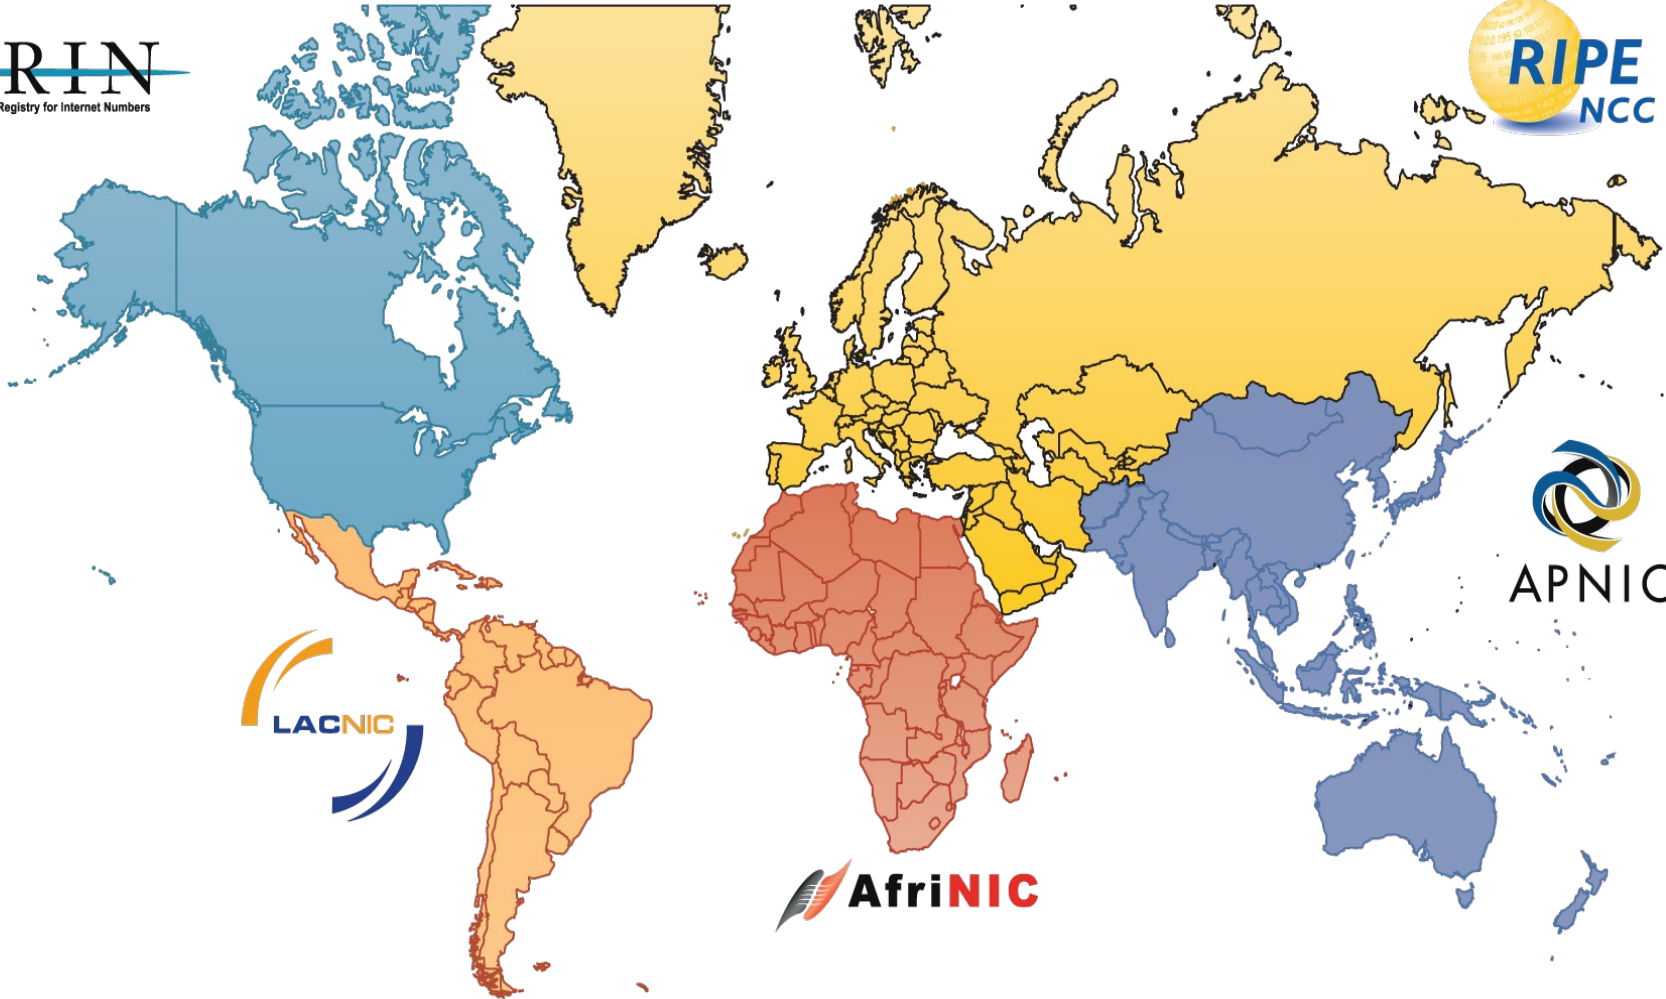 RIN
Registry for Internet Numbers
RIPE
NCC
APNIC
LACNIC
AfriNIC